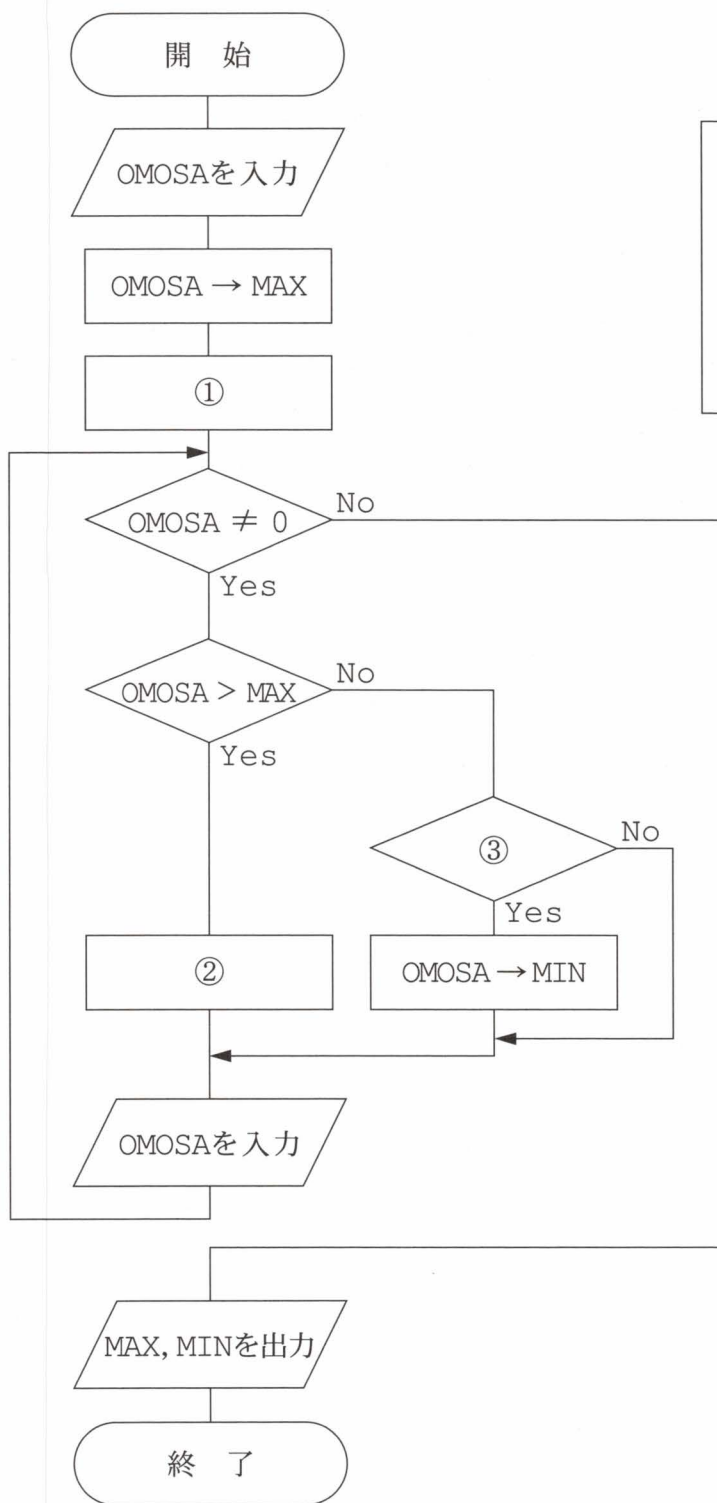 開 始
OMOSAを入力
OMOSA → MAX
①
OMOSA ≠ 0
No
Yes
OMOSA > MAX
No
Yes
③
No
Yes
②
OMOSA → MIN
OMOSAを入力
MAX, MINを出力
終 了